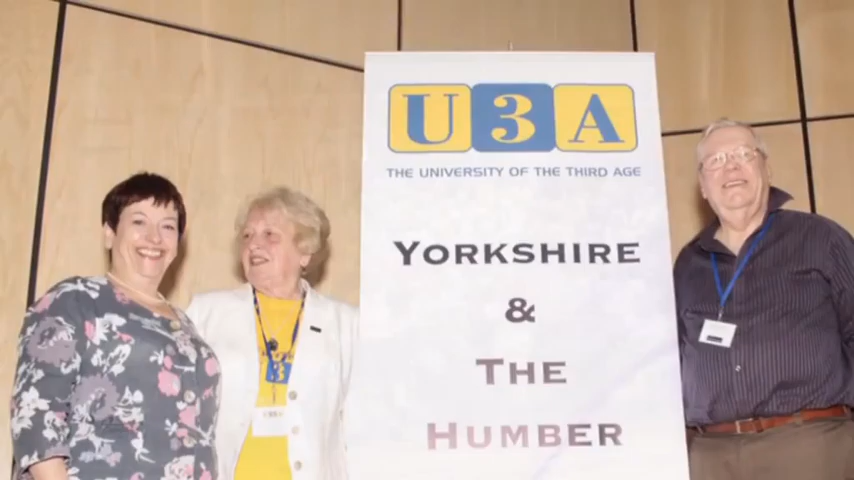 U3A
THE UNIVERSITY OF THE THIRD AGE
YORKSHIRE
&
THE
HUMBER